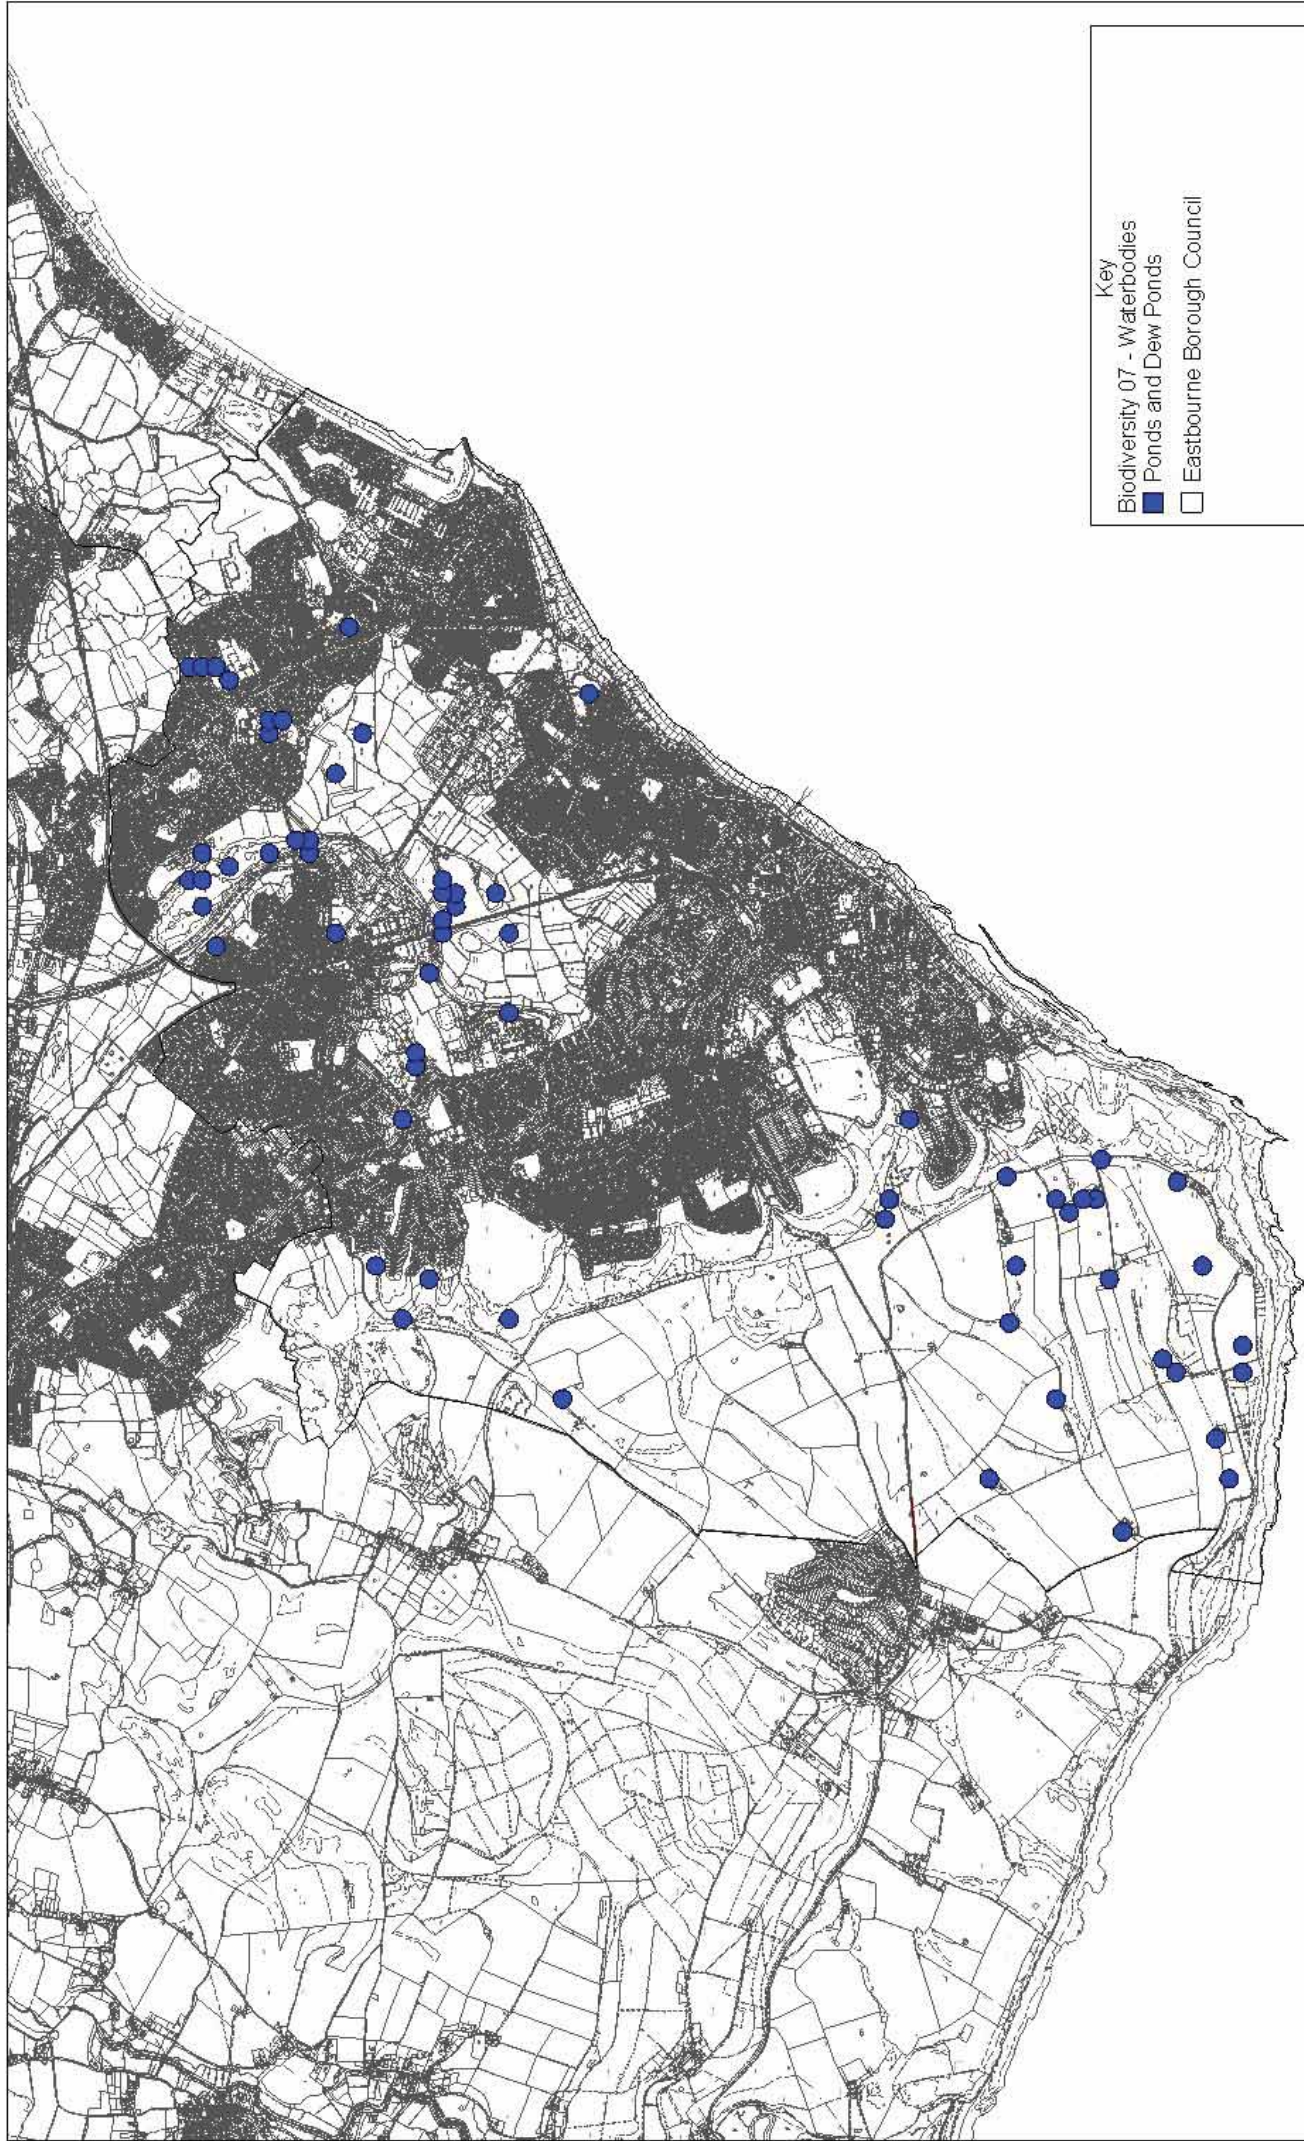 Key
Biodiversity 07 - Waterbodies
Ponds and Dew Ponds
Eastbourne Borough Council